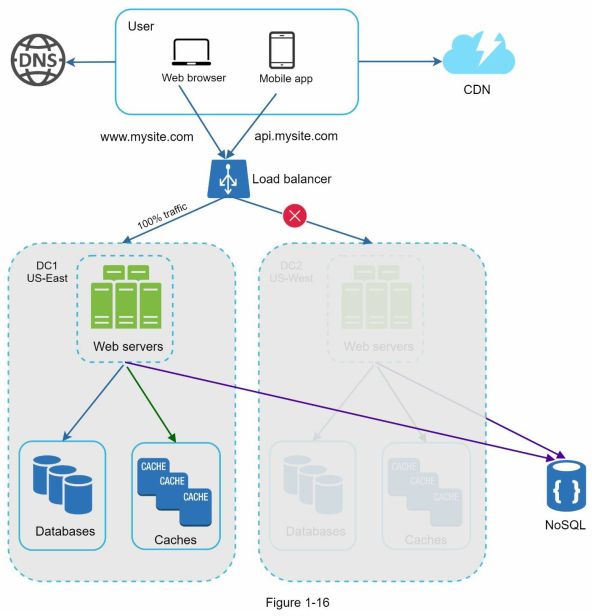 User
DNS
Web browser
Mobile app
CDN
www.mysite.com
api.mysite.com
Load balancer
100% traffic
DC1
US-East
DC2
US-West
Web servers
Web servers
CACHE
CACHE
CACHE
Databases
Caches
CACHE
CACHE
CACHE
Databases
Caches
{ }
NoSQL
Figure 1-16